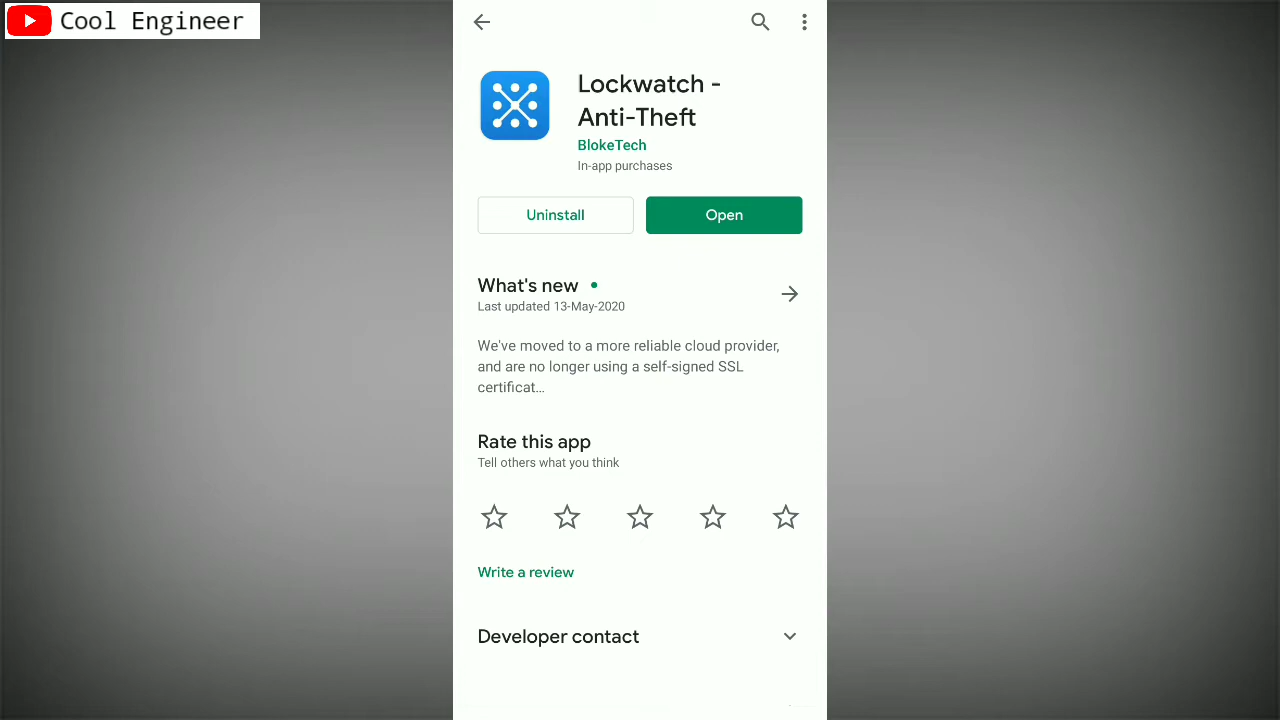 Cool Engineer
Lockwatch -
Anti-Theft
BlokeTech
In-app purchases
Uninstall
Open
What's new
Last updated 13-May-2020
We've moved to a more reliable cloud provider,
and are no longer using a self-signed SSL
certificat...
Rate this app
Tell others what you think
Write a review
Developer contact